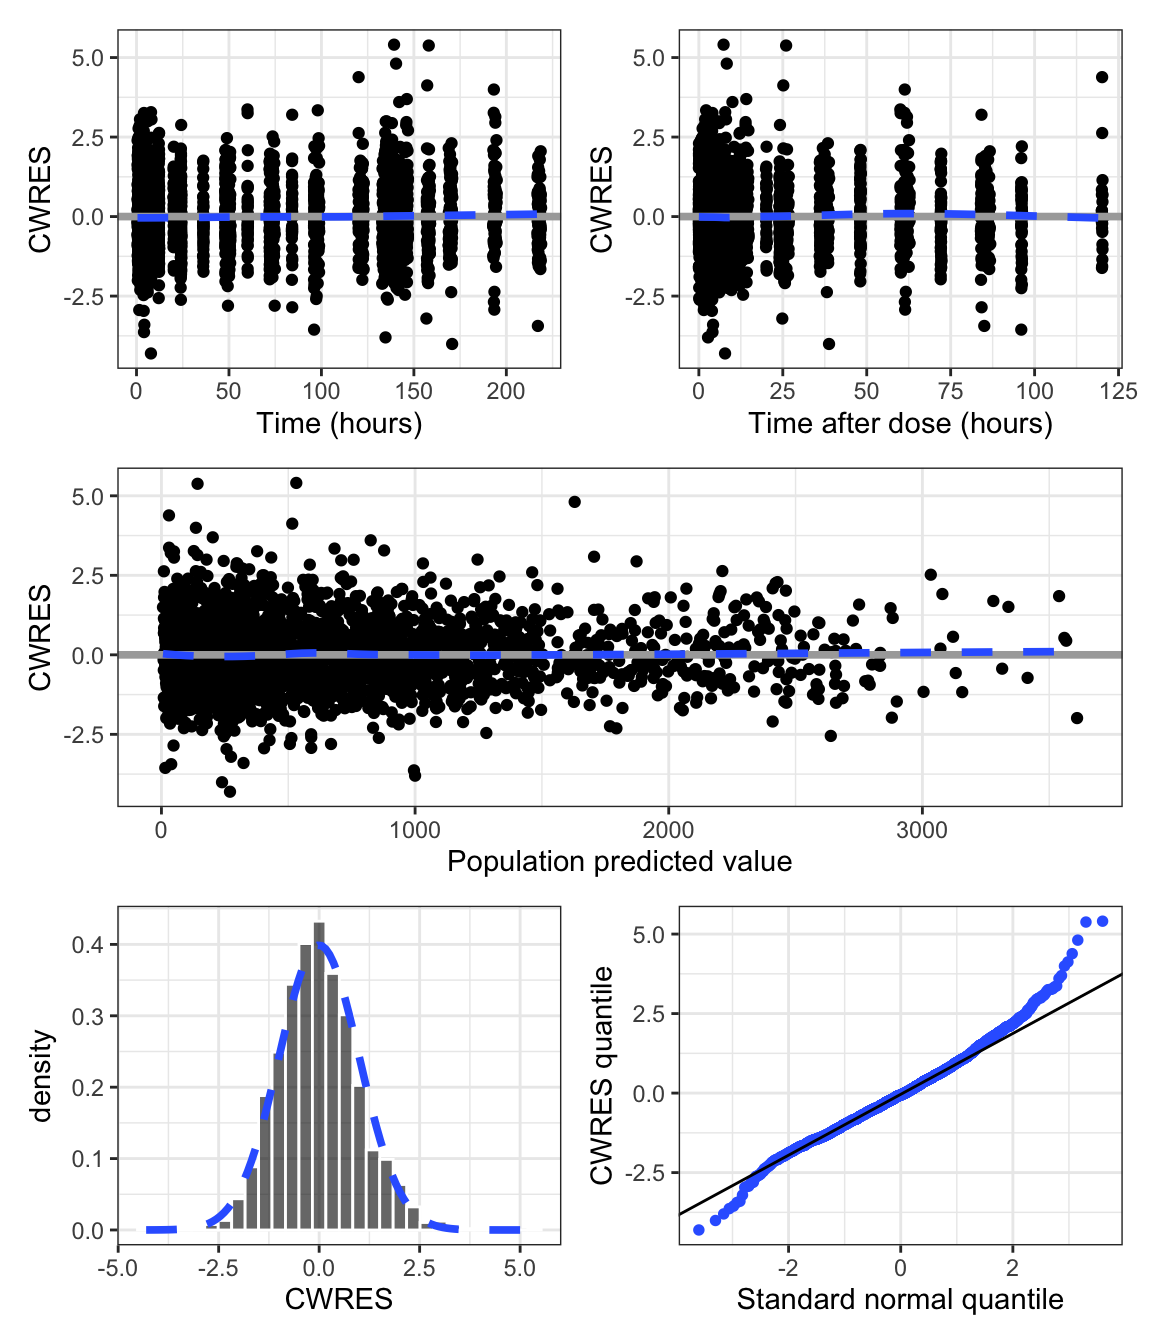 5.0
2.5
0.0
-2.5
CWRES
0 50 100 150 200
Time (hours)
5.0
2.5
0.0
-2.5
CWRES
0 25 50 75 100 125
Time after dose (hours)
5.0
2.5
0.0
-2.5
CWRES
0 1000 2000 3000
Population predicted value
0.4
0.3
0.2
0.1
0.0
density
-5.0 -2.5 0.0 2.5 5.0
CWRES
5.0
2.5
0.0
-2.5
CWRES quantile
-2 0 2
Standard normal quantile